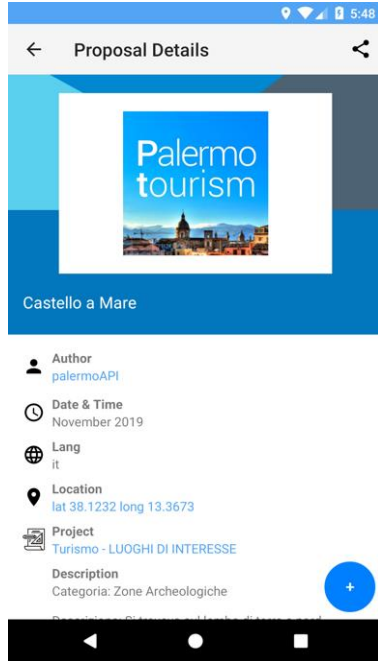 5:48
Proposal Details
Palermo
tourism
Castello a Mare
Author
palermoAPI
Date & Time
November 2019
Lang
it
Location
lat 38.1232 long 13.3673
Project
Turismo - LUOGHI DI INTERESSE
Description
Categoria: Zone Archeologiche
+